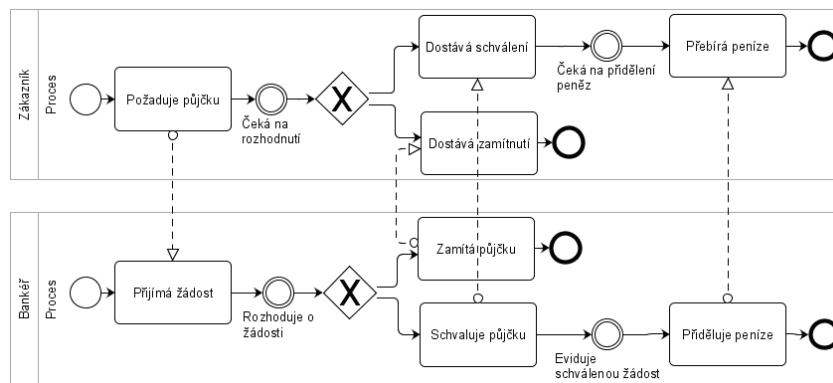 Zákazník
Proces
Požaduje půjčku
Čeká na
rozhodnutí
X
Dostává schválení
Čeká na přidělení
peněz
Přebírá peníze
Dostává zamítnutí
Bankéř
Proces
Přijímá žádost
Rozhoduje o
žádosti
X
Zamítá půjčku
Schvaluje půjčku
Eviduje
schválenou žádost
Přiděluje peníze